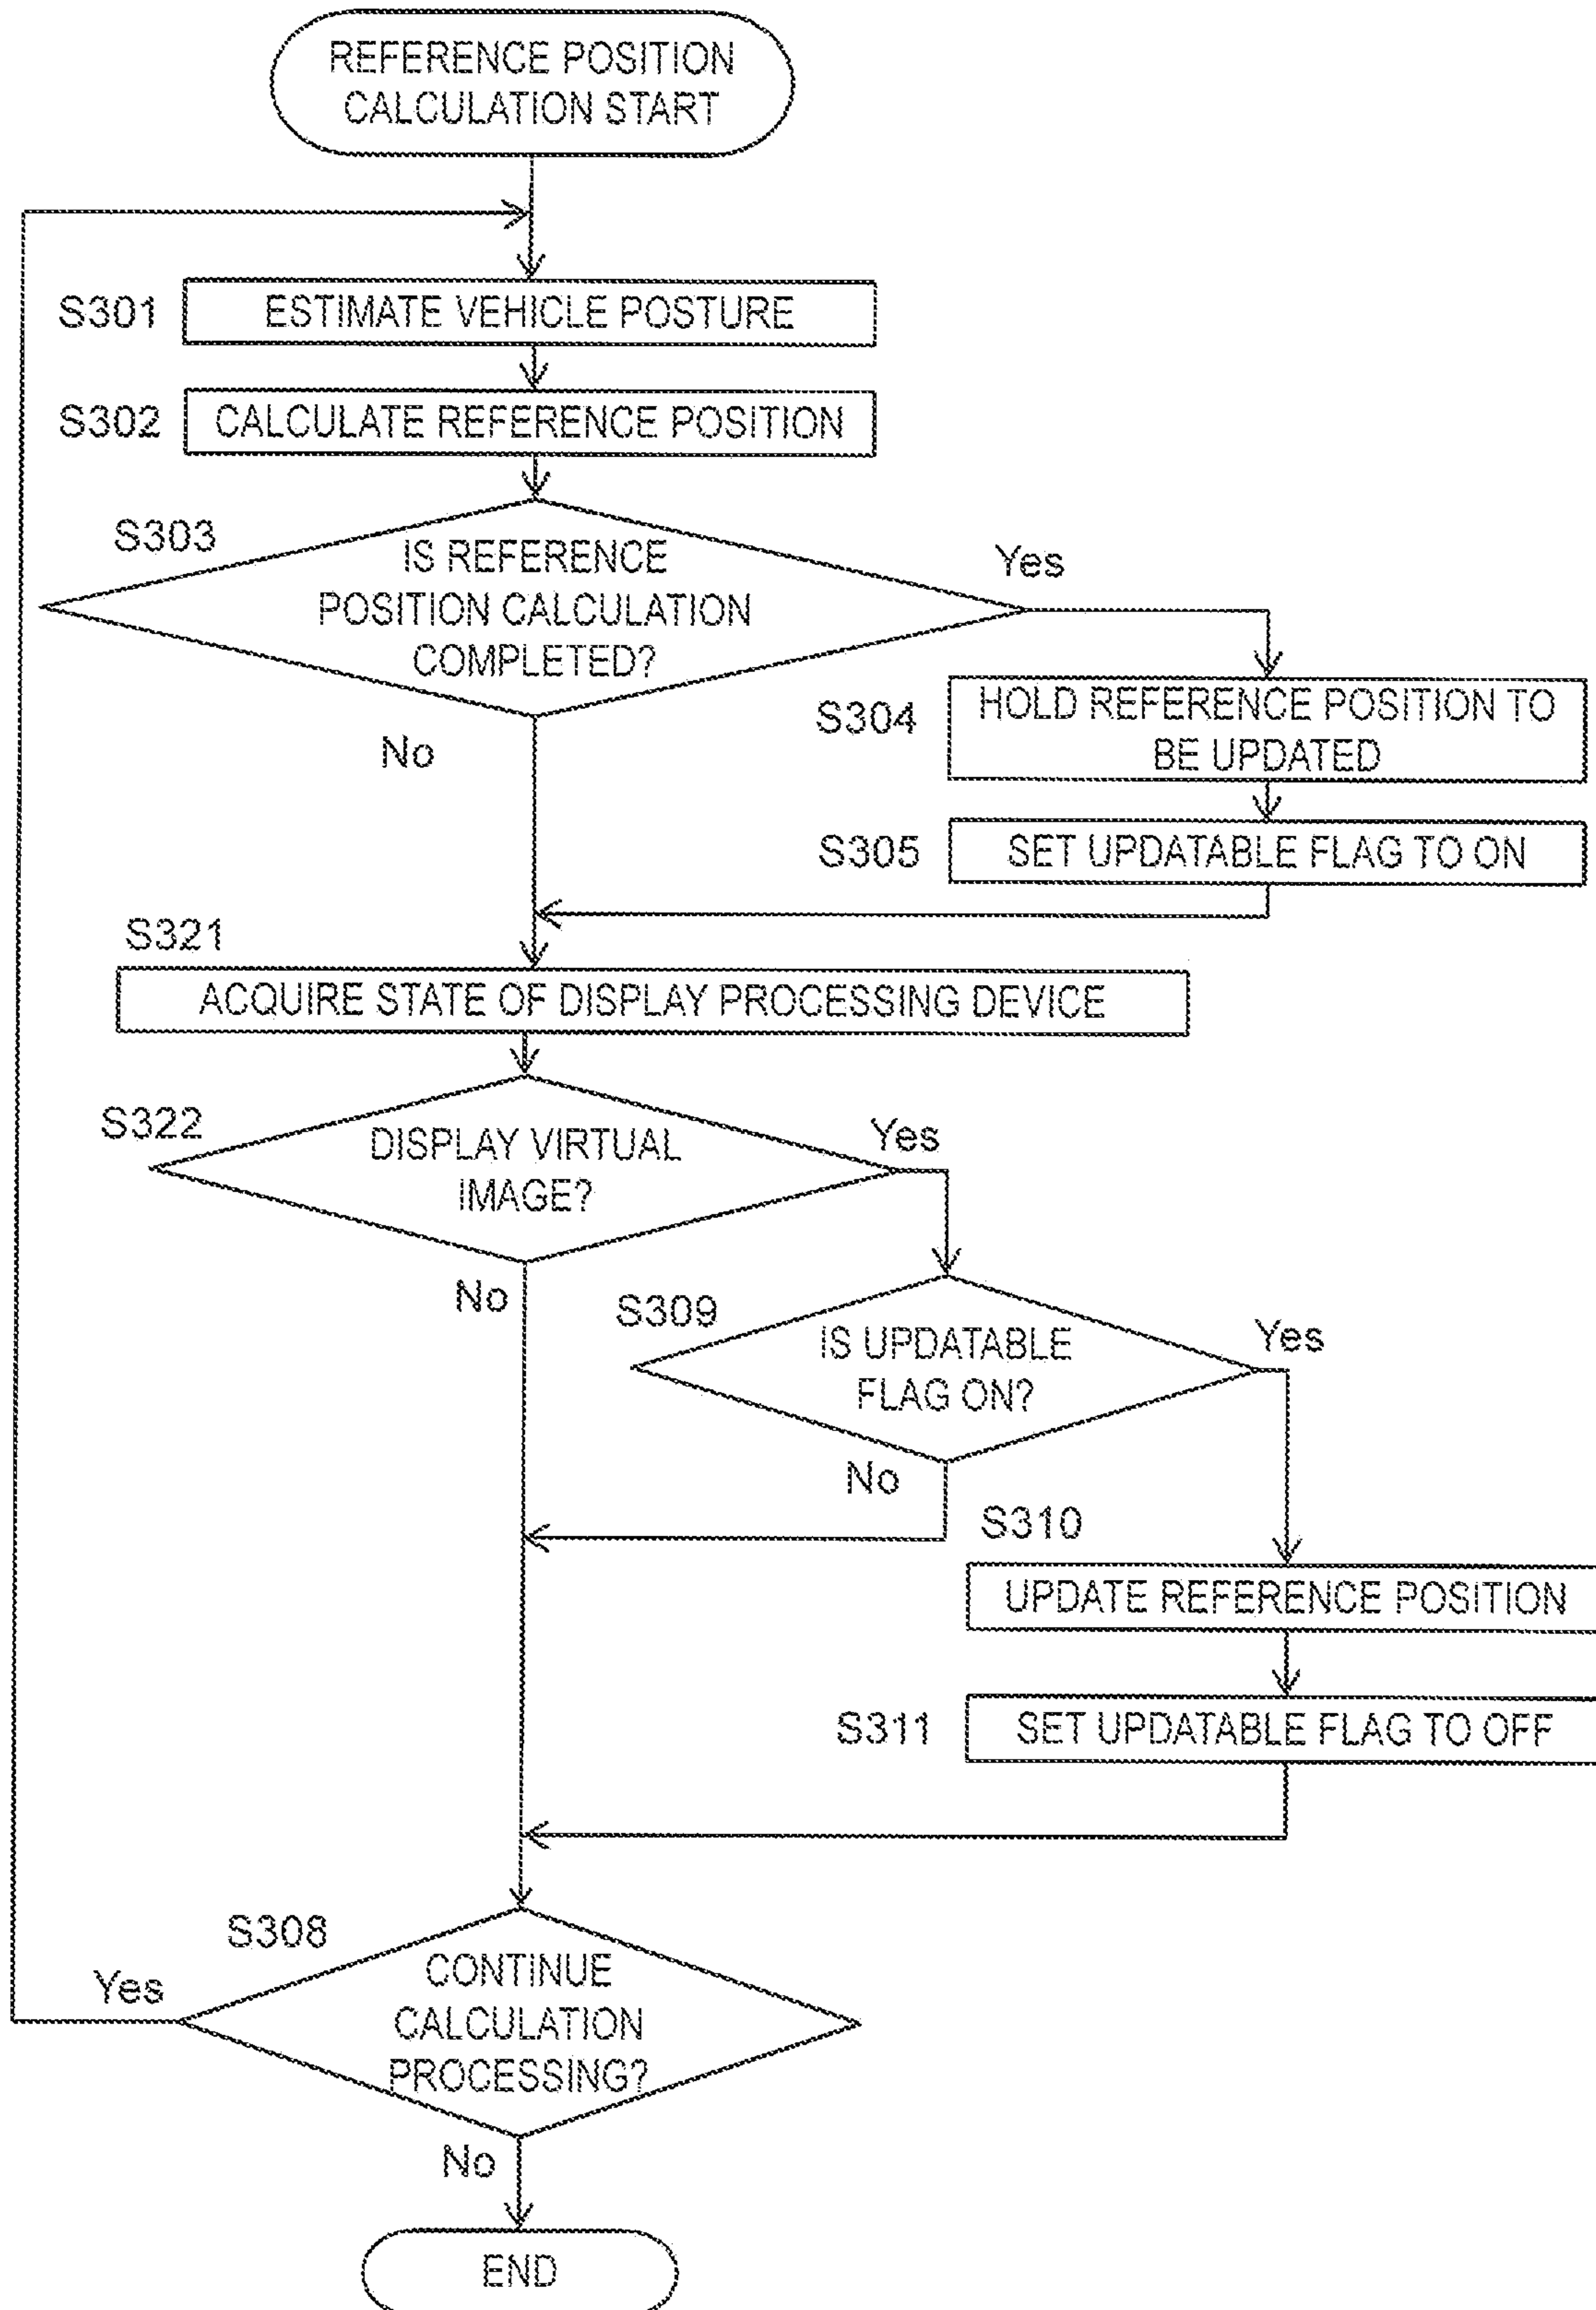 REFERENCE POSITION
CALCULATION START
S301
ESTIMATE VEHICLE POSTURE
S302
CALCULATE REFERENCE POSITION
S303
IS REFERENCE
POSITION CALCULATION
COMPLETED?
Yes
No
S304
HOLD REFERENCE POSITION TO
BE UPDATED
S305
SET UPDATABLE FLAG TO ON
S321
ACQUIRE STATE OF DISPLAY PROCESSING DEVICE
S322
DISPLAY VIRTUAL
IMAGE?
Yes
No
S309
IS UPDATABLE
FLAG ON?
Yes
No
S310
UPDATE REFERENCE POSITION
S311
SET UPDATABLE FLAG TO OFF
S308
CONTINUE
CALCULATION
PROCESSING?
Yes
No
END